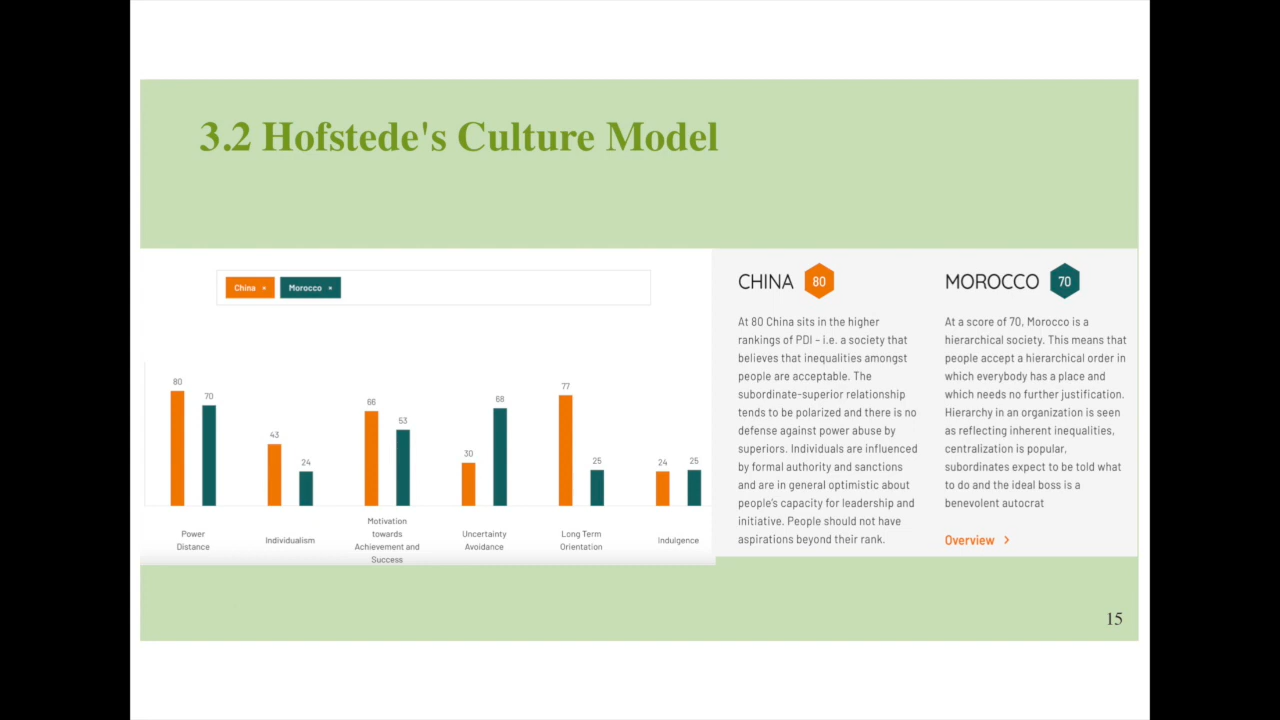 3.2 Hofstede's Culture Model
China ×
Morocco ×
80
70
43
24
66
53
30
68
77
25
24
25
Power
Distance
Individualism
Motivation
towards
Achievement and
Success
Uncertainty
Avoidance
Long Term
Orientation
Indulgence
CHINA 80
At 80 China sits in the higher
rankings of PDI – i.e. a society that
believes that inequalities amongst
people are acceptable. The
subordinate-superior relationship
tends to be polarized and there is no
defense against power abuse by
superiors. Individuals are influenced
by formal authority and sanctions
and are in general optimistic about
people's capacity for leadership and
initiative. People should not have
aspirations beyond their rank.
MOROCCO 70
At a score of 70, Morocco is a
hierarchical society. This means that
people accept a hierarchical order in
which everybody has a place and
which needs no further justification.
Hierarchy in an organization is seen
as reflecting inherent inequalities,
centralization is popular,
subordinates expect to be told what
to do and the ideal boss is a
benevolent autocrat
Overview >
15